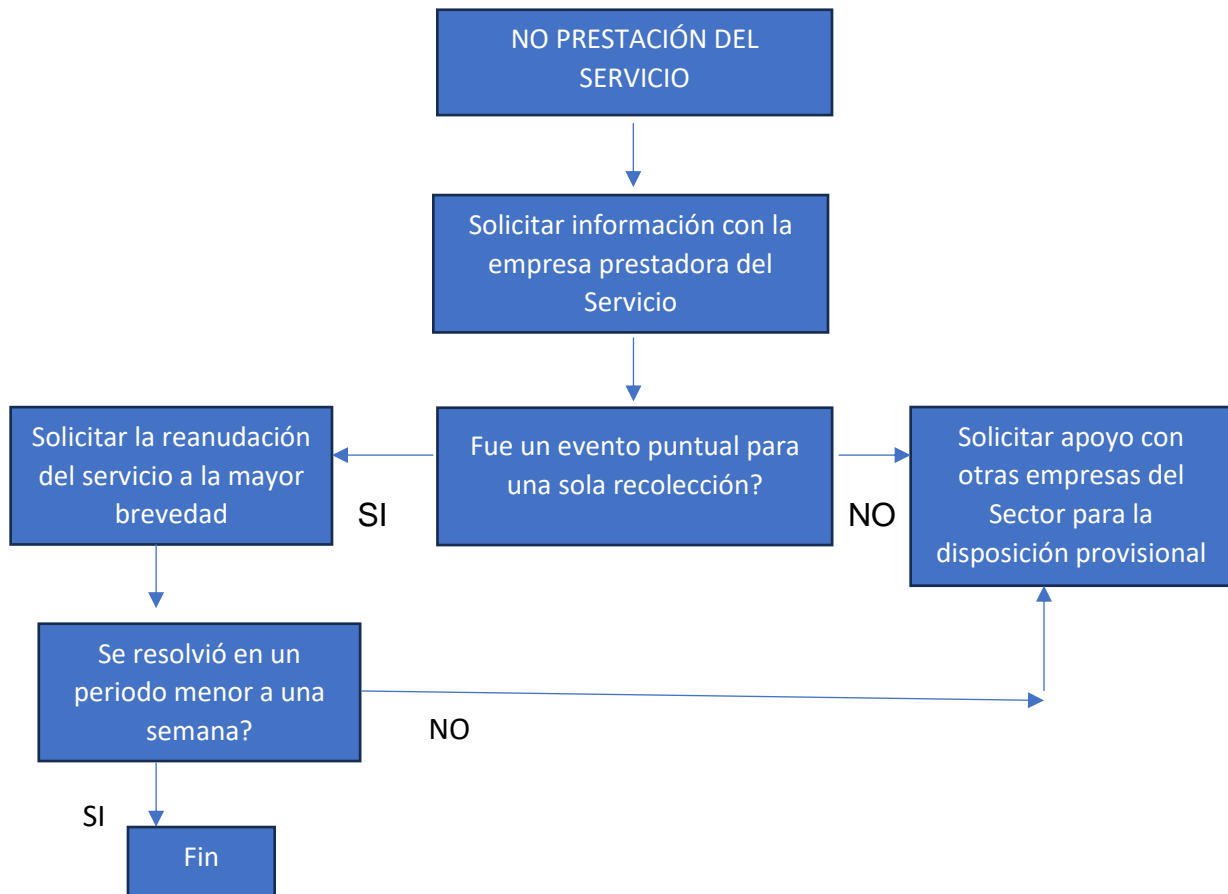 NO PRESTACIÓN DEL
SERVICIO
Solicitar información con la
empresa prestadora del
Servicio
Solicitar la reanudación
del servicio a la mayor
brevedad
SI
Fue un evento puntual para
una sola recolección?
NO
Solicitar apoyo con
otras empresas del
Sector para la
disposición provisional
Se resolvió en un
periodo menor a una
semana?
NO
SI
Fin